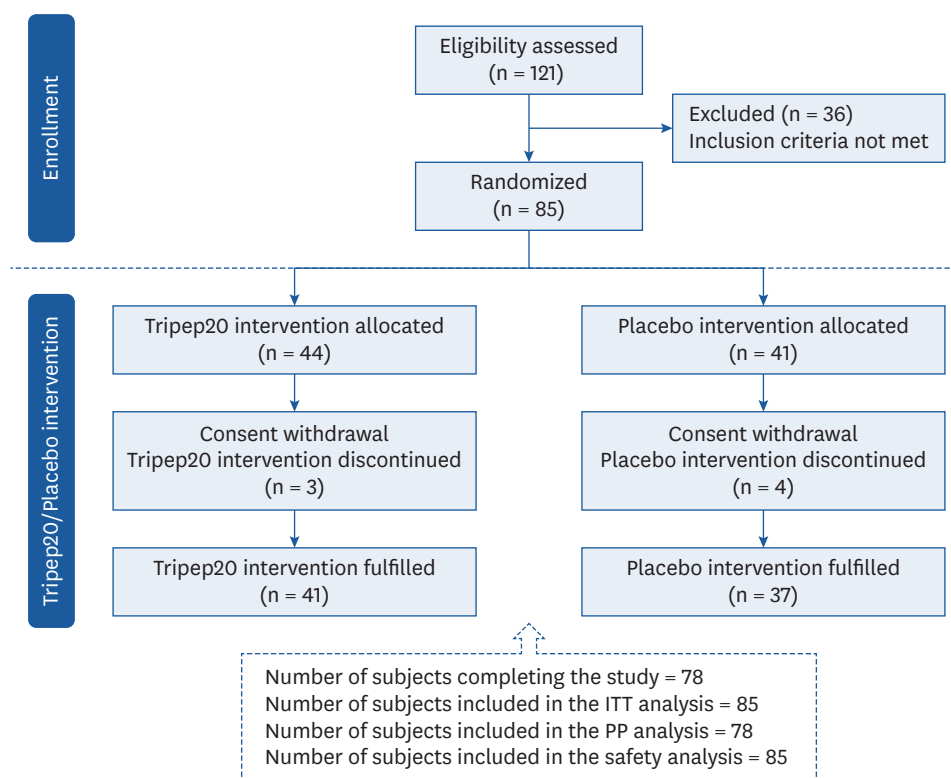 Enrollment
Eligibility assessed
(n = 121)
Excluded (n = 36)
Inclusion criteria not met
Randomized
(n = 85)
Tripep20/Placebo intervention
Tripep20 intervention allocated
(n = 44)
Placebo intervention allocated
(n = 41)
Consent withdrawal
Tripep20 intervention discontinued
(n = 3)
Consent withdrawal
Placebo intervention discontinued
(n = 4)
Tripep20 intervention fulfilled
(n = 41)
Placebo intervention fulfilled
(n = 37)
Number of subjects completing the study = 78
Number of subjects included in the ITT analysis = 85
Number of subjects included in the PP analysis = 78
Number of subjects included in the safety analysis = 85